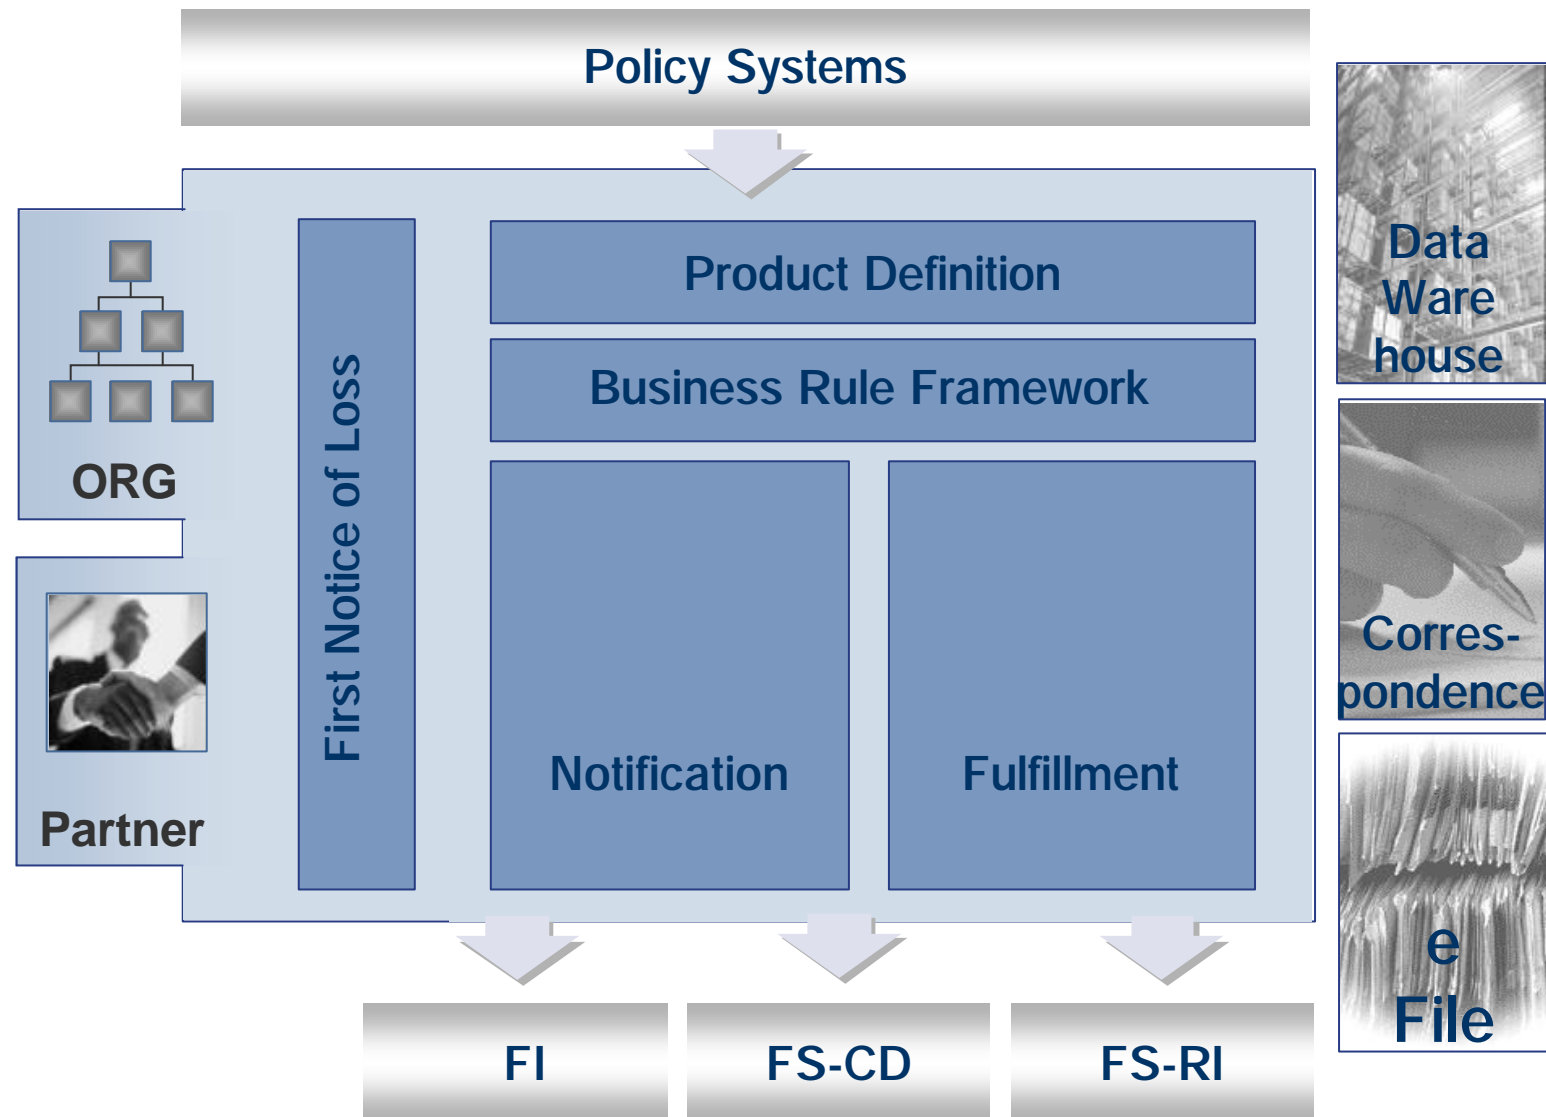 Policy Systems
Product Definition
Business Rule Framework
First Notice of Loss
Notification
Fulfillment
ORG
Partner
Data
Ware
house
Corres-
pondence
e
File
FI
FS-CD
FS-RI